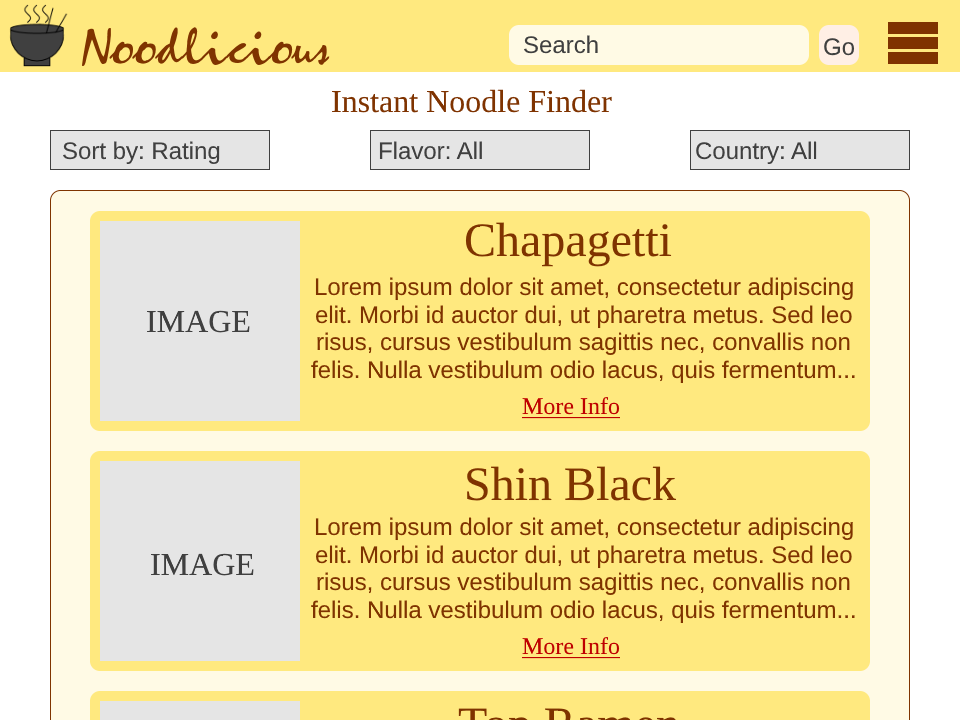 Noodlicious
Search
Go
Instant Noodle Finder
Sort by: Rating
Flavor: All
Country: All
IMAGE
Chapagetti
Lorem ipsum dolor sit amet, consectetur adipiscing
elit. Morbi id auctor dui, ut pharetra metus. Sed leo
risus, cursus vestibulum sagittis nec, convallis non
felis. Nulla vestibulum odio lacus, quis fermentum...
More Info
IMAGE
Shin Black
Lorem ipsum dolor sit amet, consectetur adipiscing
elit. Morbi id auctor dui, ut pharetra metus. Sed leo
risus, cursus vestibulum sagittis nec, convallis non
felis. Nulla vestibulum odio lacus, quis fermentum...
More Info
Top Ramen